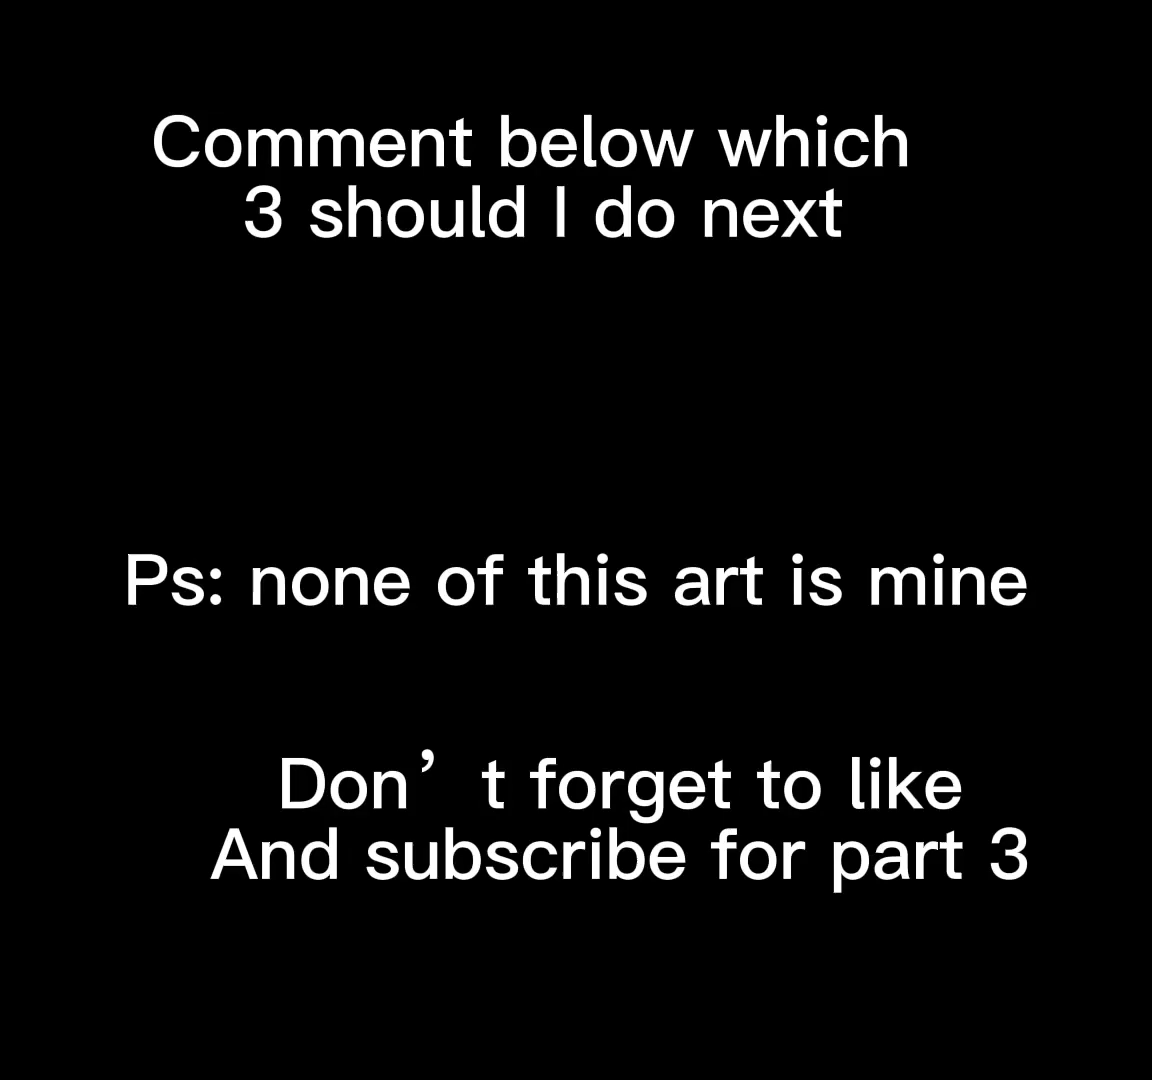 Comment below which
3 should I do next
Ps: none of this art is mine
Don’t forget to like
And subscribe for part 3